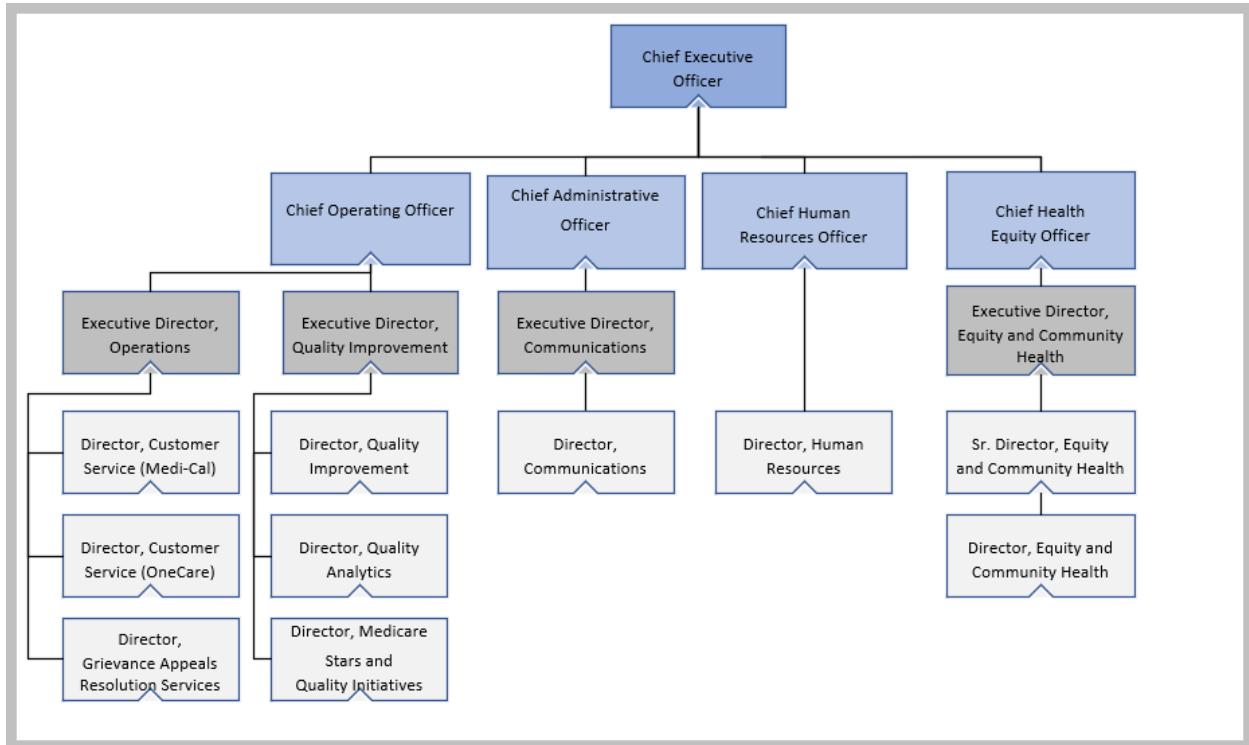 Chief Executive
Officer
Chief Operating Officer
Chief Administrative
Officer
Chief Human
Resources Officer
Chief Health
Equity Officer
Executive Director,
Operations
Executive Director,
Quality Improvement
Executive Director,
Communications
Executive Director,
Equity and Community
Health
Director, Customer
Service (Medi-Cal)
Director, Quality
Improvement
Director,
Communications
Director, Human
Resources
Sr. Director, Equity
and Community Health
Director, Customer
Service (OneCare)
Director, Quality
Analytics
Director, Equity and
Community Health
Director,
Grievance Appeals
Resolution Services
Director, Medicare
Stars and
Quality Initiatives